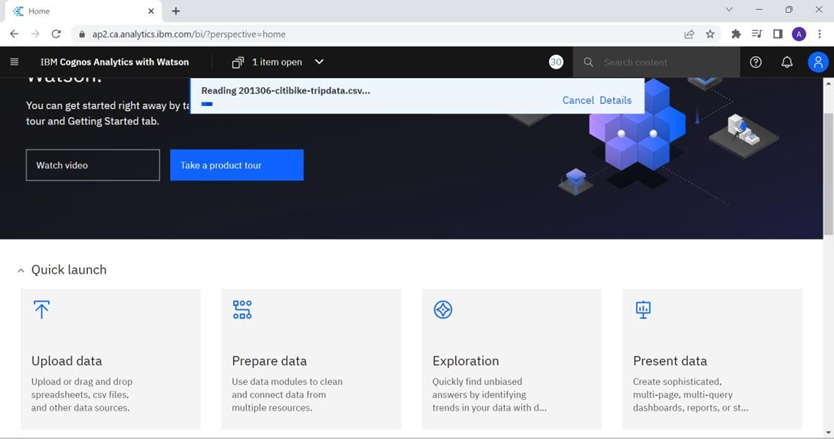 Home
ap2.ca.analytics.ibm.com/bi/?perspective=home
A
IBM Cognos Analytics with Watson
1 item open
30
Search content
Watson.
Reading 201306-citibike-tripdata.csv...
Cancel Details
You can get started right away by ta
tour and Getting Started tab.
Watch video
Take a product tour
Quick launch
Upload data
Upload or drag and drop
spreadsheets, csv files,
and other data sources.
Prepare data
Use data modules to clean
and connect data from
multiple resources.
Exploration
Quickly find unbiased
answers by identifying
trends in your data with d...
Present data
Create sophisticated,
multi-page, multi-query
dashboards, reports, or st...